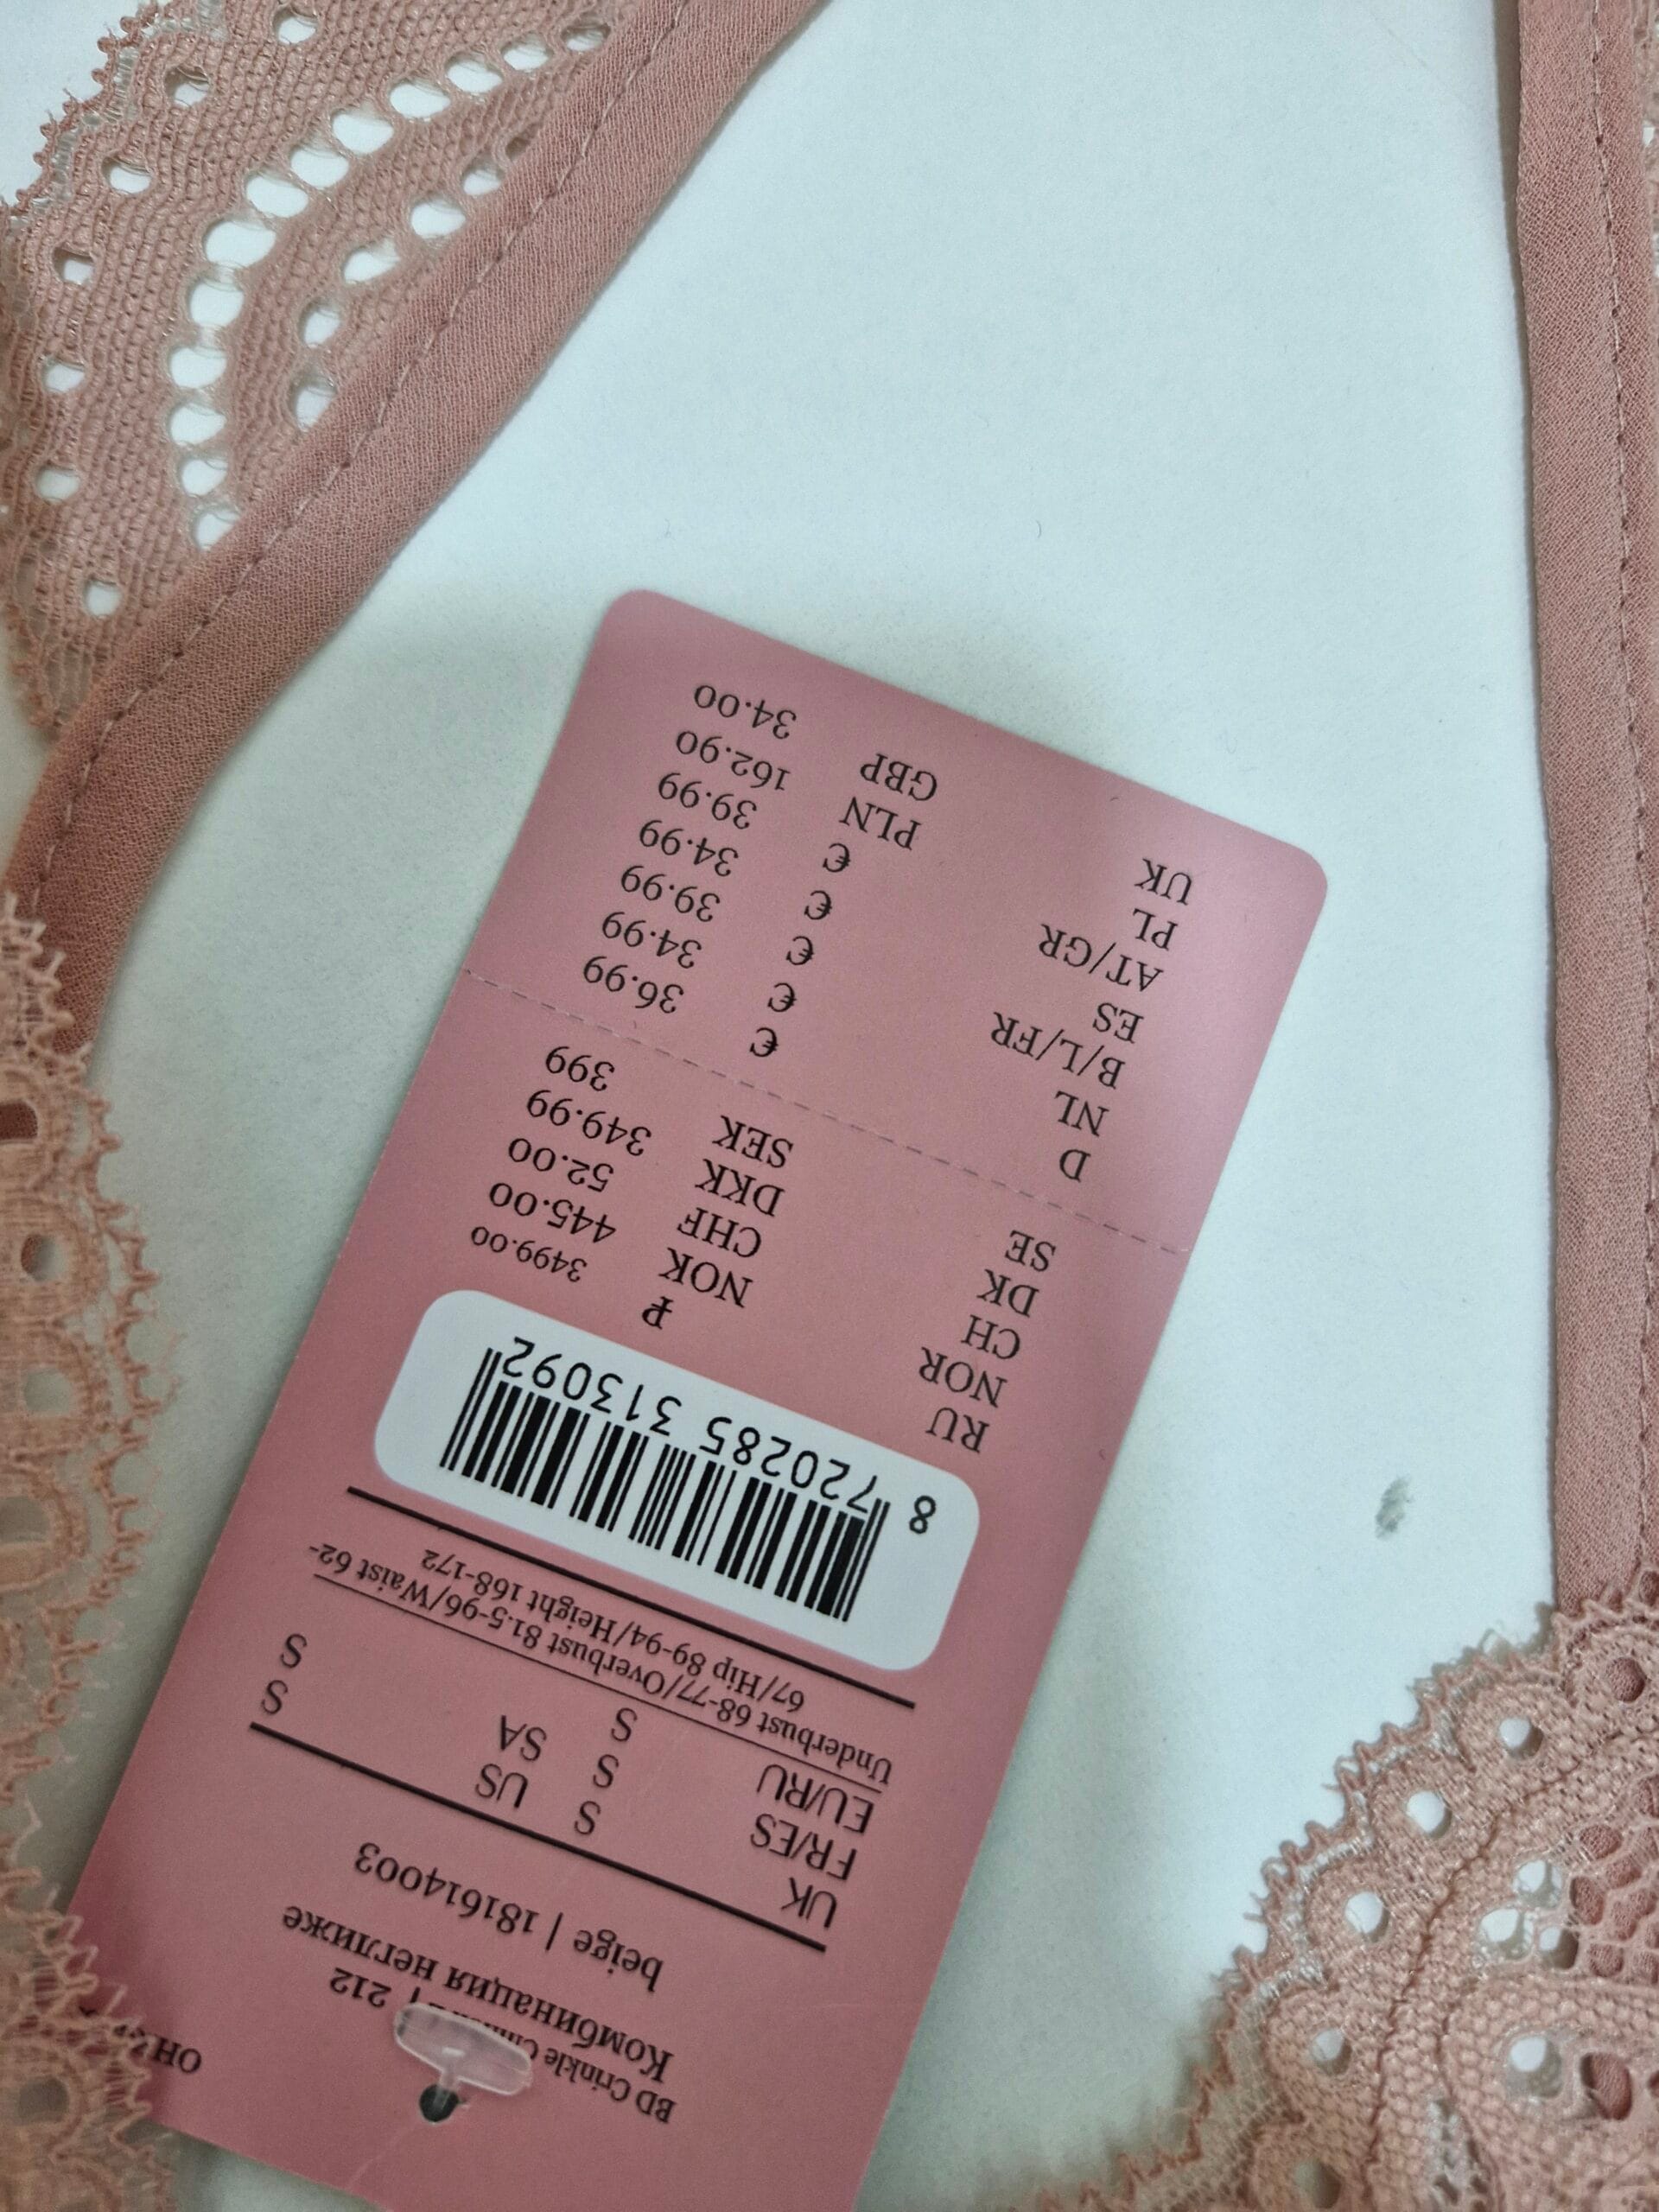 BD Crinkle | 212
Комбинация неглиже
beige | 181614003
UK S US S
FR/ES S SA S
EU/RU S
Underbust 68-77/Overbust 81.5-96/Waist 62-
67/Hip 89-94/Height 168-172
8 720285 313092
RU ₽ 3499.00
NOR NOK 445.00
CH CHF 52.00
DK DKK 349.99
SE SEK 399
D € 36.99
NL € 34.99
B/L/FR € 39.99
ES € 34.99
AT/GR € 39.99
PL PLN 162.90
UK GBP 34.00